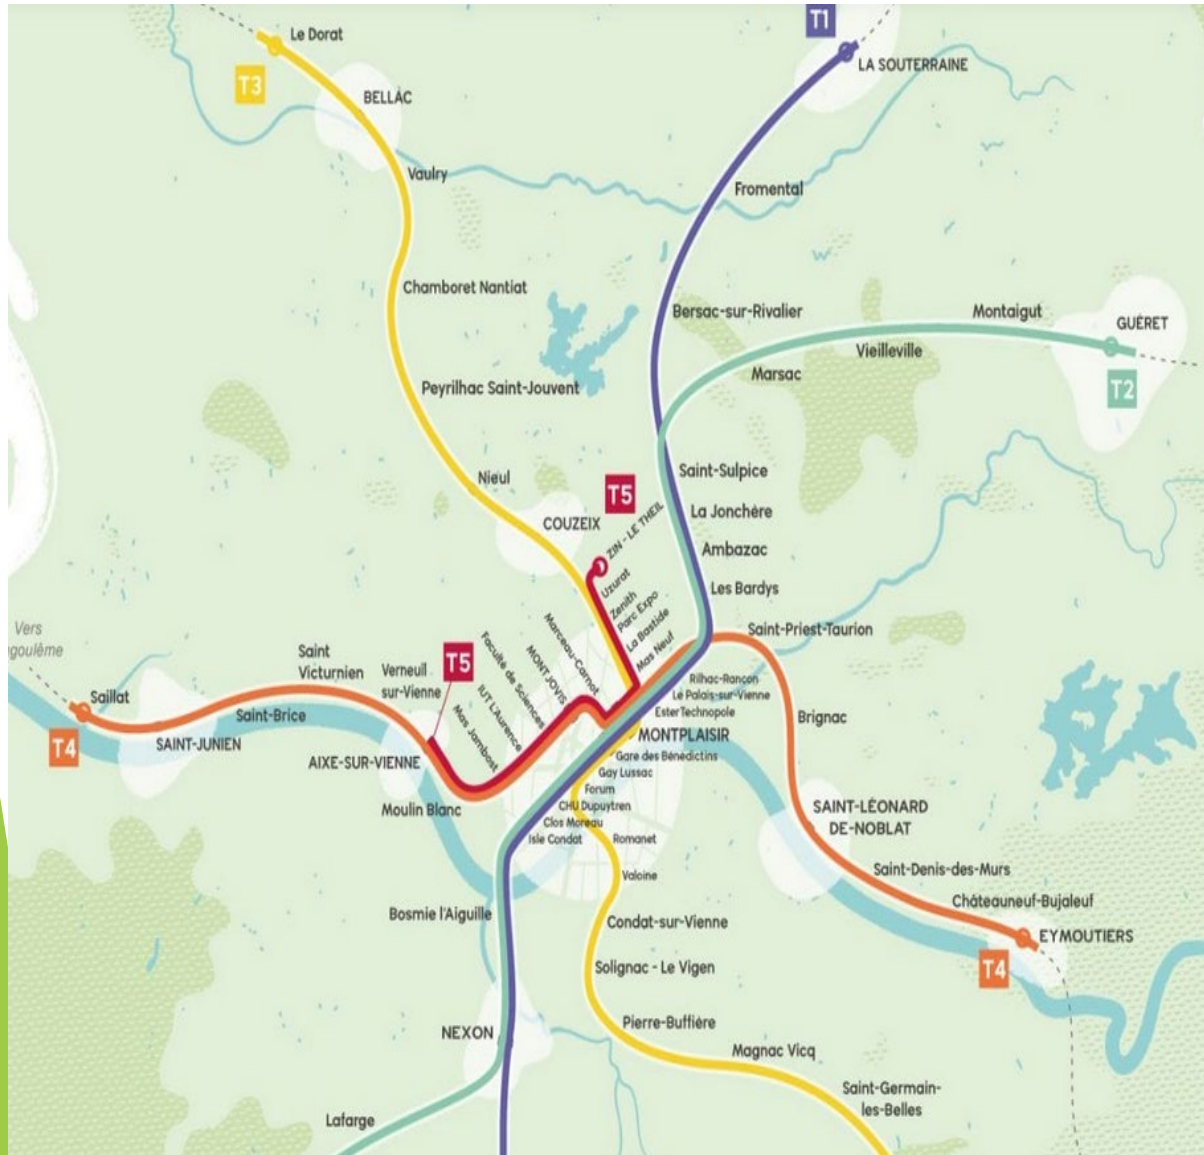 T1
Le Dorat
LA SOUTERRAINE
T3
BELLAC
Vaulry
Fromental
Chamboret Nantiat
Bersac-sur-Rivalier
Montaigut
GUÉRET
Vieilleville
Marsac
T2
Peyrilhac Saint-Jouvent
Nieul
Saint-Sulpice
T5
La Jonchère
COUZEIX
ZIN - LE THEIL
Ambazac
Uzurat
Les Bardys
Zenith
Parc Expo
La Bastide
Mas Neuf
Saint-Priest-Taurion
Vers
goulême
Marceau-Carnot
MONTJOVIS
Faculté de Sciences
IUT L'Aurence
Mas Jambost
Saint
Victurnien
Verneuil
sur-Vienne
T5
Rilhac-Rancon
Le Palais-sur-Vienne
Ester Technopole
Saillat
Saint-Brice
Brignac
T4
SAINT-JUNIEN
MONTPLAISIR
AIXE-SUR-VIENNE
Gare des Bénédictins
Gay Lussac
Forum
Moulin Blanc
CHU Dupuytren
Clos Moreau
Isle Condat
Romanet
SAINT-LÉONARD
DE-NOBLAT
Valoine
Saint-Denis-des-Murs
Châteauneuf-Bujaleuf
Bosmie l'Aiguille
Condat-sur-Vienne
EYMOUTIERS
Solignac - Le Vigen
T4
NEXON
Pierre-Buffière
Magnac Vicq
Saint-Germain-
les-Belles
Lafarge